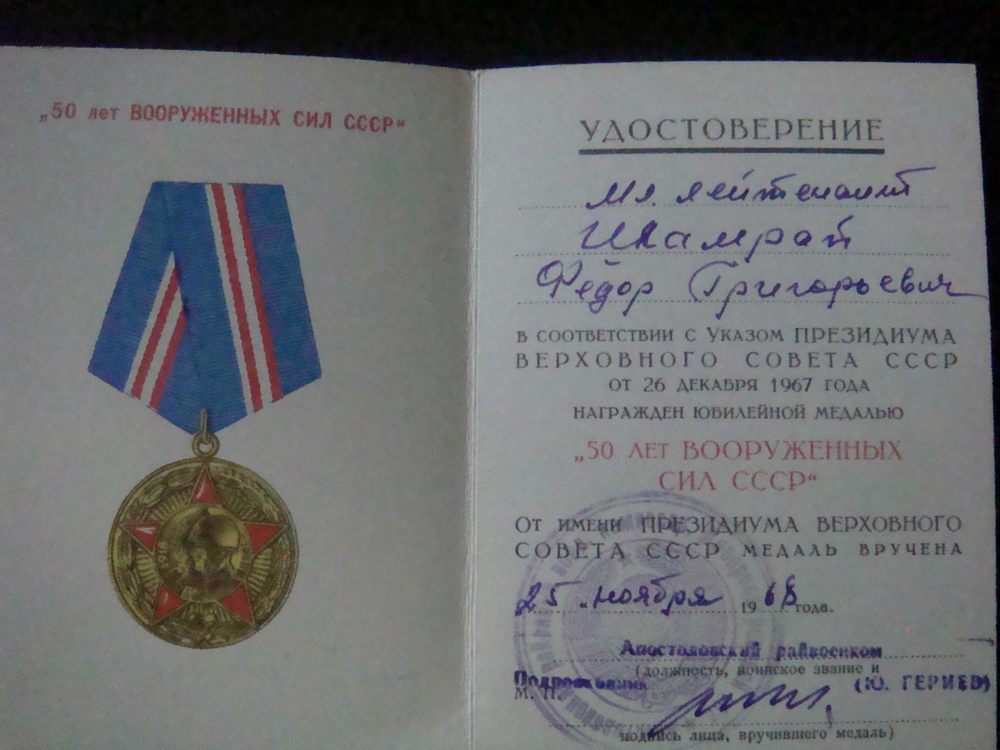 „50 лет ВООРУЖЕННЫХ СИЛ СССР“
УДОСТОВЕРЕНИЕ
Мл. лейтенант
Шамрай
Фёдор Григорьевич
В СООТВЕТСТВИИ С УКАЗОМ ПРЕЗИДИУМА
ВЕРХОВНОГО СОВЕТА СССР
ОТ 26 ДЕКАБРЯ 1967 ГОДА
НАГРАЖДЕН ЮБИЛЕЙНОЙ МЕДАЛЬЮ
„50 ЛЕТ ВООРУЖЕННЫХ
СИЛ СССР“
ОТ ИМЕНИ ПРЕЗИДИУМА ВЕРХОВНОГО
СОВЕТА СССР МЕДАЛЬ ВРУЧЕНА
„25“ ноября 1968 года.
Апостоловский райвоенком
(должность, воинское звание и
Подполковник (Ю. ГЕРИЕВ)
М. П.
подпись лица, вручившего медаль)